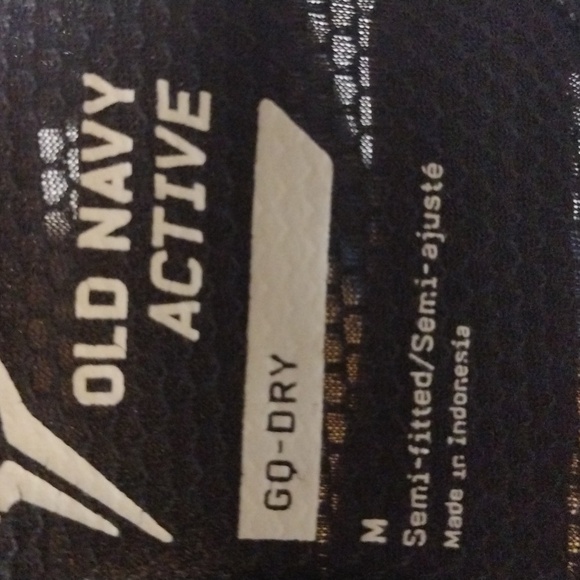 OLD NAVY
ACTIVE
GO-DRY
M
Semi-fitted/Semi-ajusté
Made in Indonesia